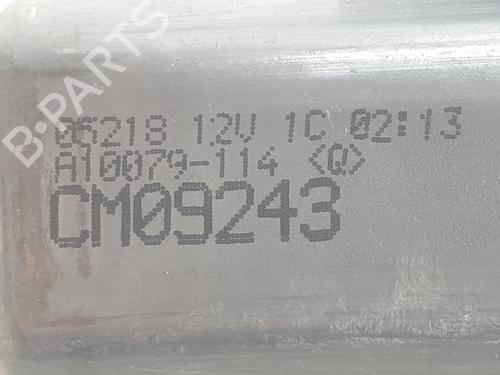 B-PARTS
06218 12V 1C 02:13
A10079-114 <Q>
CM09243